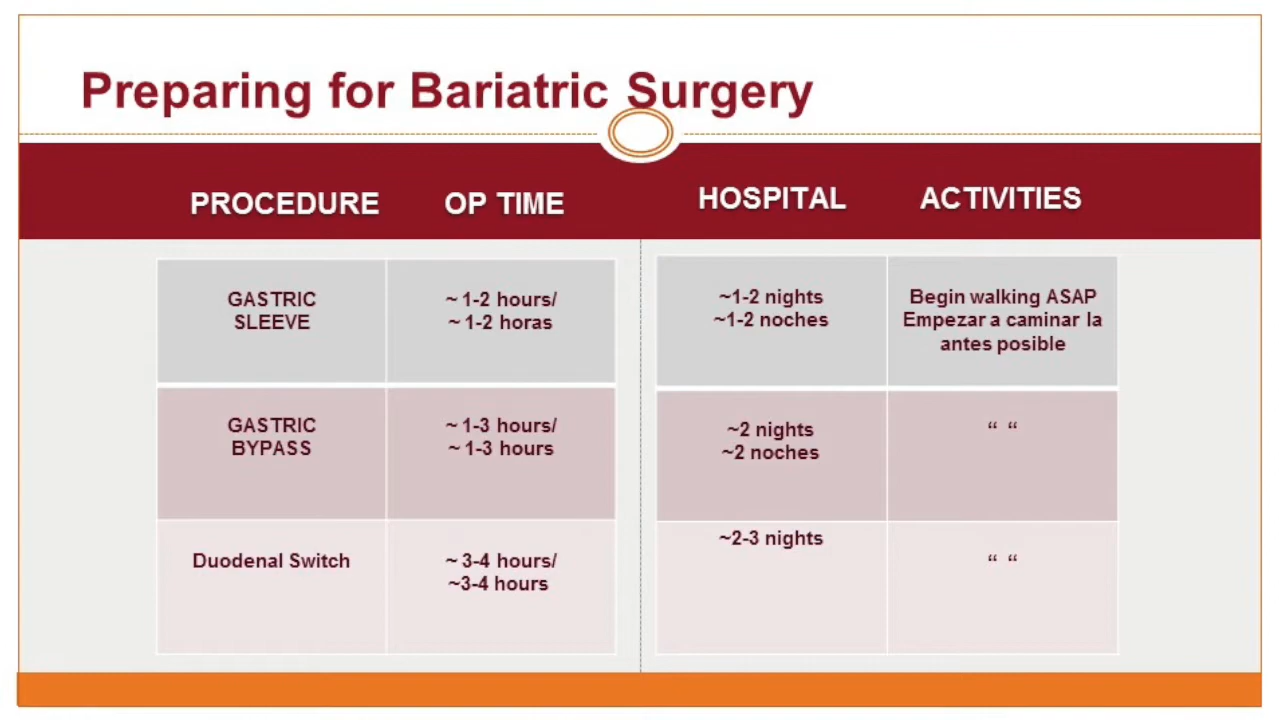 Preparing for Bariatric Surgery
PROCEDURE
OP TIME
HOSPITAL
ACTIVITIES
GASTRIC
SLEEVE
~ 1-2 hours/
~ 1-2 horas
~1-2 nights
~1-2 noches
Begin walking ASAP
Empezar a caminar la
antes posible
GASTRIC
BYPASS
~ 1-3 hours/
~ 1-3 hours
~2 nights
~2 noches
“ “
Duodenal Switch
~ 3-4 hours/
~3-4 hours
~2-3 nights
“ “